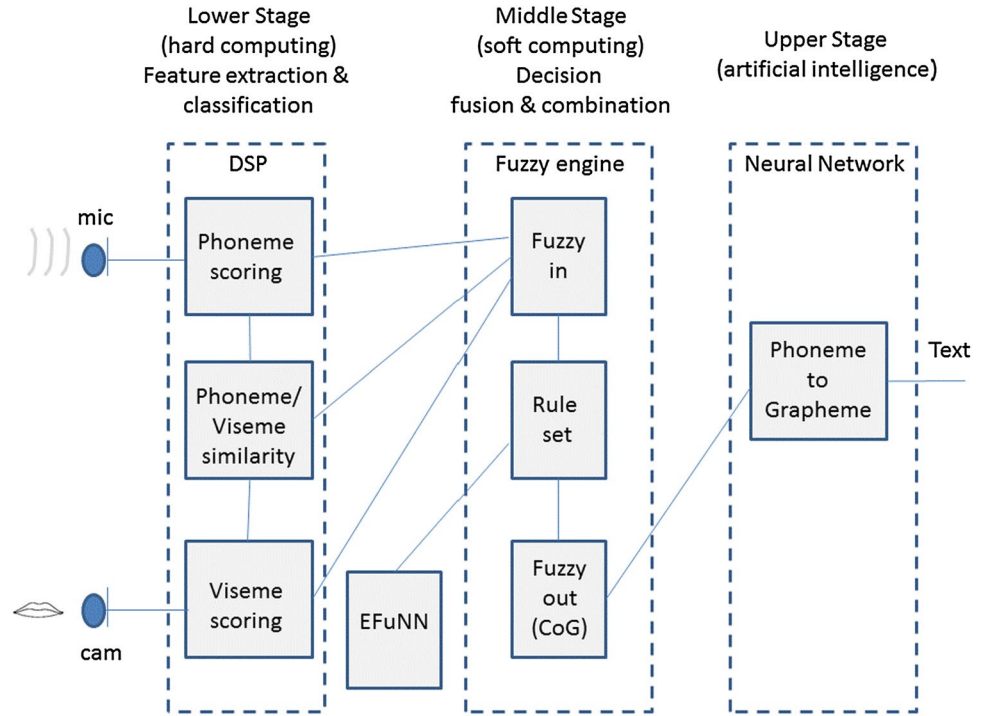 Lower Stage
(hard computing)
Feature extraction &
classification
Middle Stage
(soft computing)
Decision
fusion & combination
Upper Stage
(artificial intelligence)
DSP
Fuzzy engine
Neural Network
mic
Phoneme
scoring
Fuzzy
in
Phoneme/
Viseme
similarity
Rule
set
Phoneme
to
Grapheme
Text
Viseme
scoring
cam
EFuNN
Fuzzy
out
(CoG)